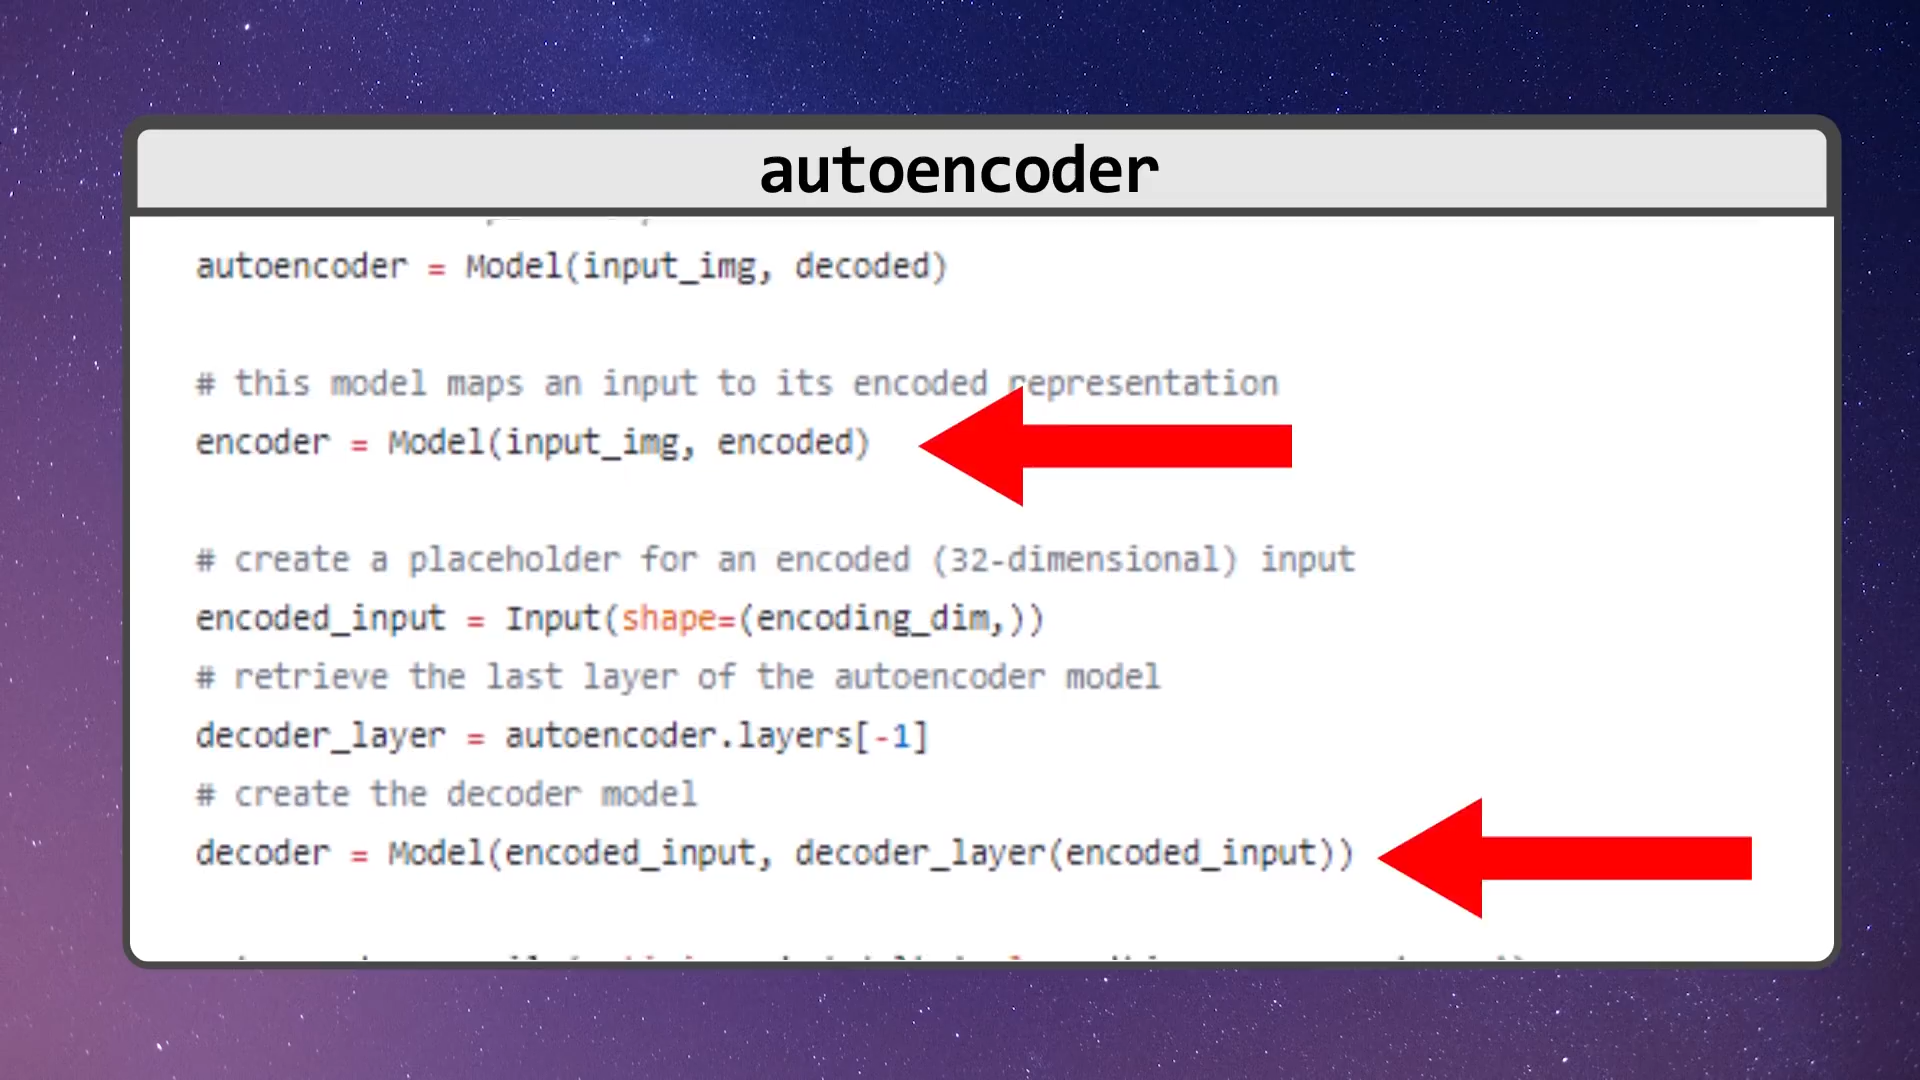 autoencoder
autoencoder = Model(input_img, decoded)
# this model maps an input to its encoded representation
encoder = Model(input_img, encoded)
# create a placeholder for an encoded (32-dimensional) input
encoded_input = Input(shape=(encoding_dim,))
# retrieve the last layer of the autoencoder model
decoder_layer = autoencoder.layers[-1]
# create the decoder model
decoder = Model(encoded_input, decoder_layer(encoded_input))